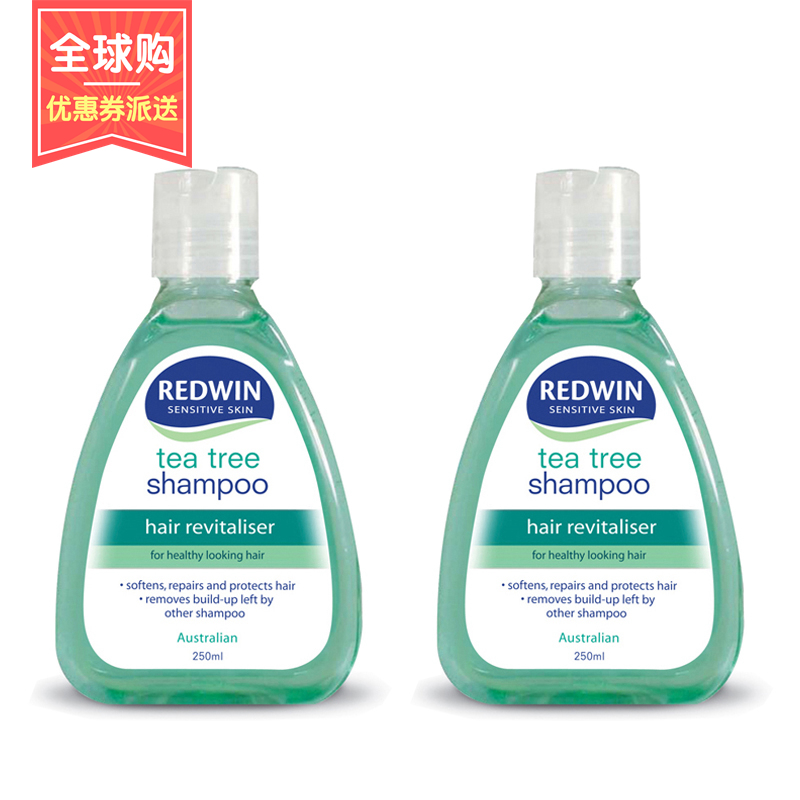 全球购
优惠券派送
REDWIN
SENSITIVE SKIN
tea tree
shampoo
hair revitaliser
for healthy looking hair
• softens, repairs and protects hair
• removes build-up left by
other shampoo
Australian
250ml
REDWIN
SENSITIVE SKIN
tea tree
shampoo
hair revitaliser
for healthy looking hair
• softens, repairs and protects hair
• removes build-up left by
other shampoo
Australian
250ml